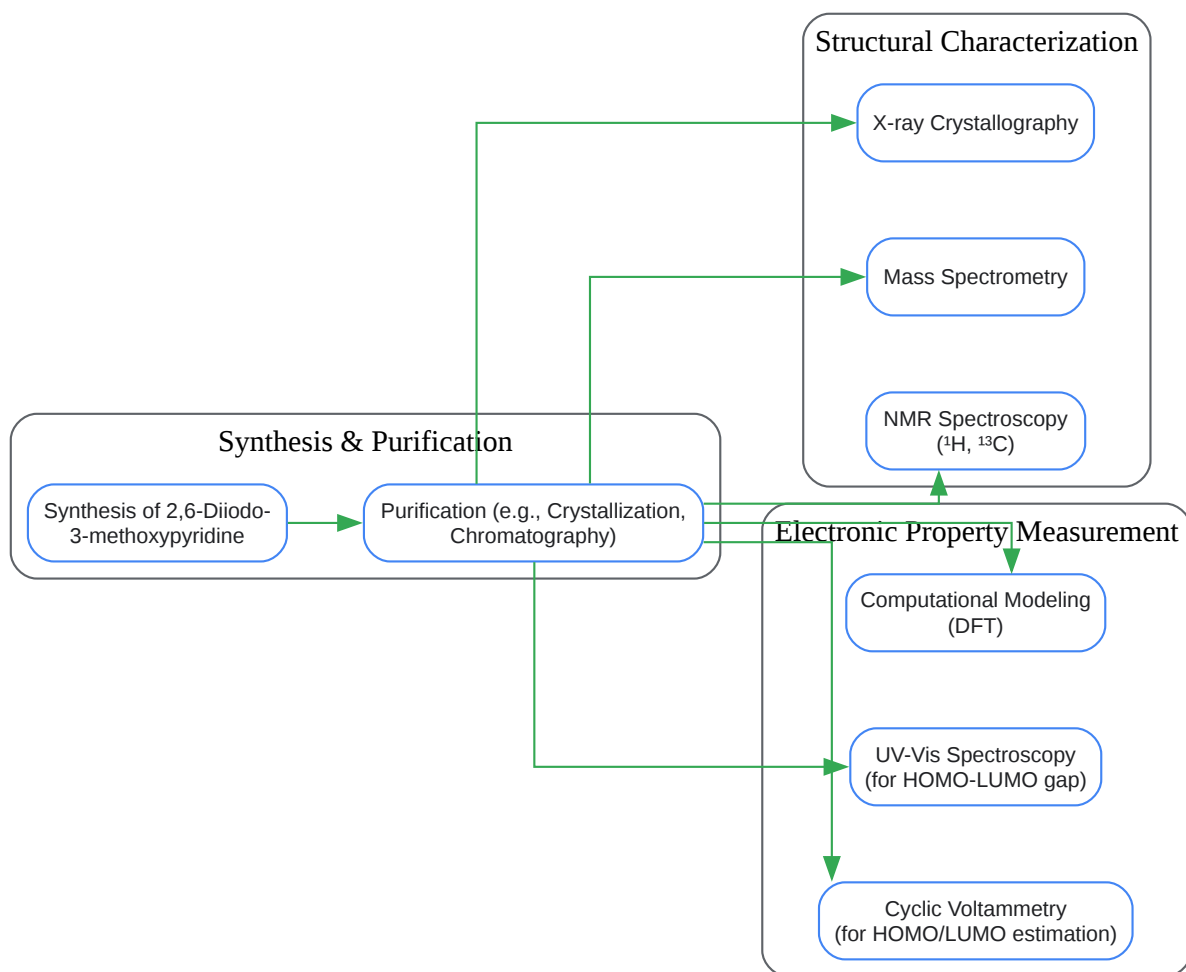 Structural Characterization
X-ray Crystallography
Mass Spectrometry
NMR Spectroscopy
(¹H, ¹³C)
Synthesis & Purification
Synthesis of 2,6-Diiodo-
3-methoxypyridine
Purification (e.g., Crystallization,
Chromatography)
Electronic Property Measurement
Computational Modeling
(DFT)
UV-Vis Spectroscopy
(for HOMO-LUMO gap)
Cyclic Voltammetry
(for HOMO/LUMO estimation)